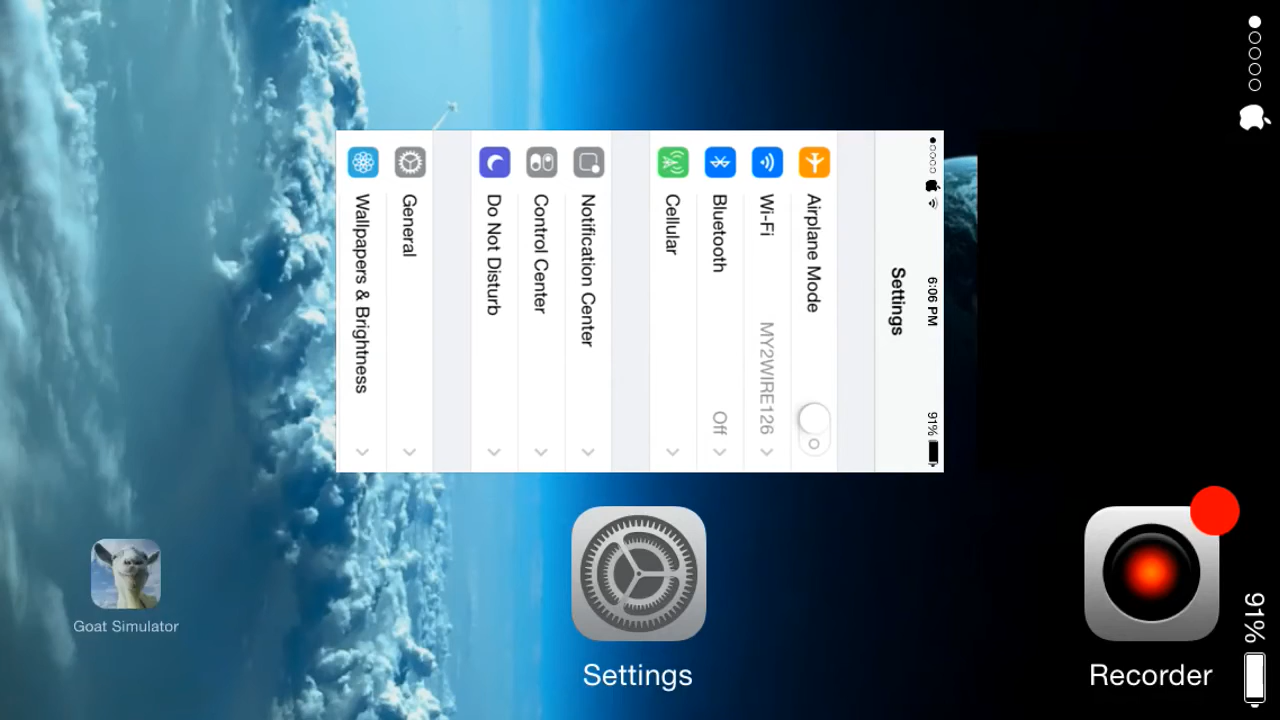 6:06 PM
91%
Settings
Airplane Mode
Wi-Fi MY2WIRE126
Bluetooth Off
Cellular
Notification Center
Control Center
Do Not Disturb
General
Wallpapers & Brightness
Goat Simulator
Settings
Recorder
91%